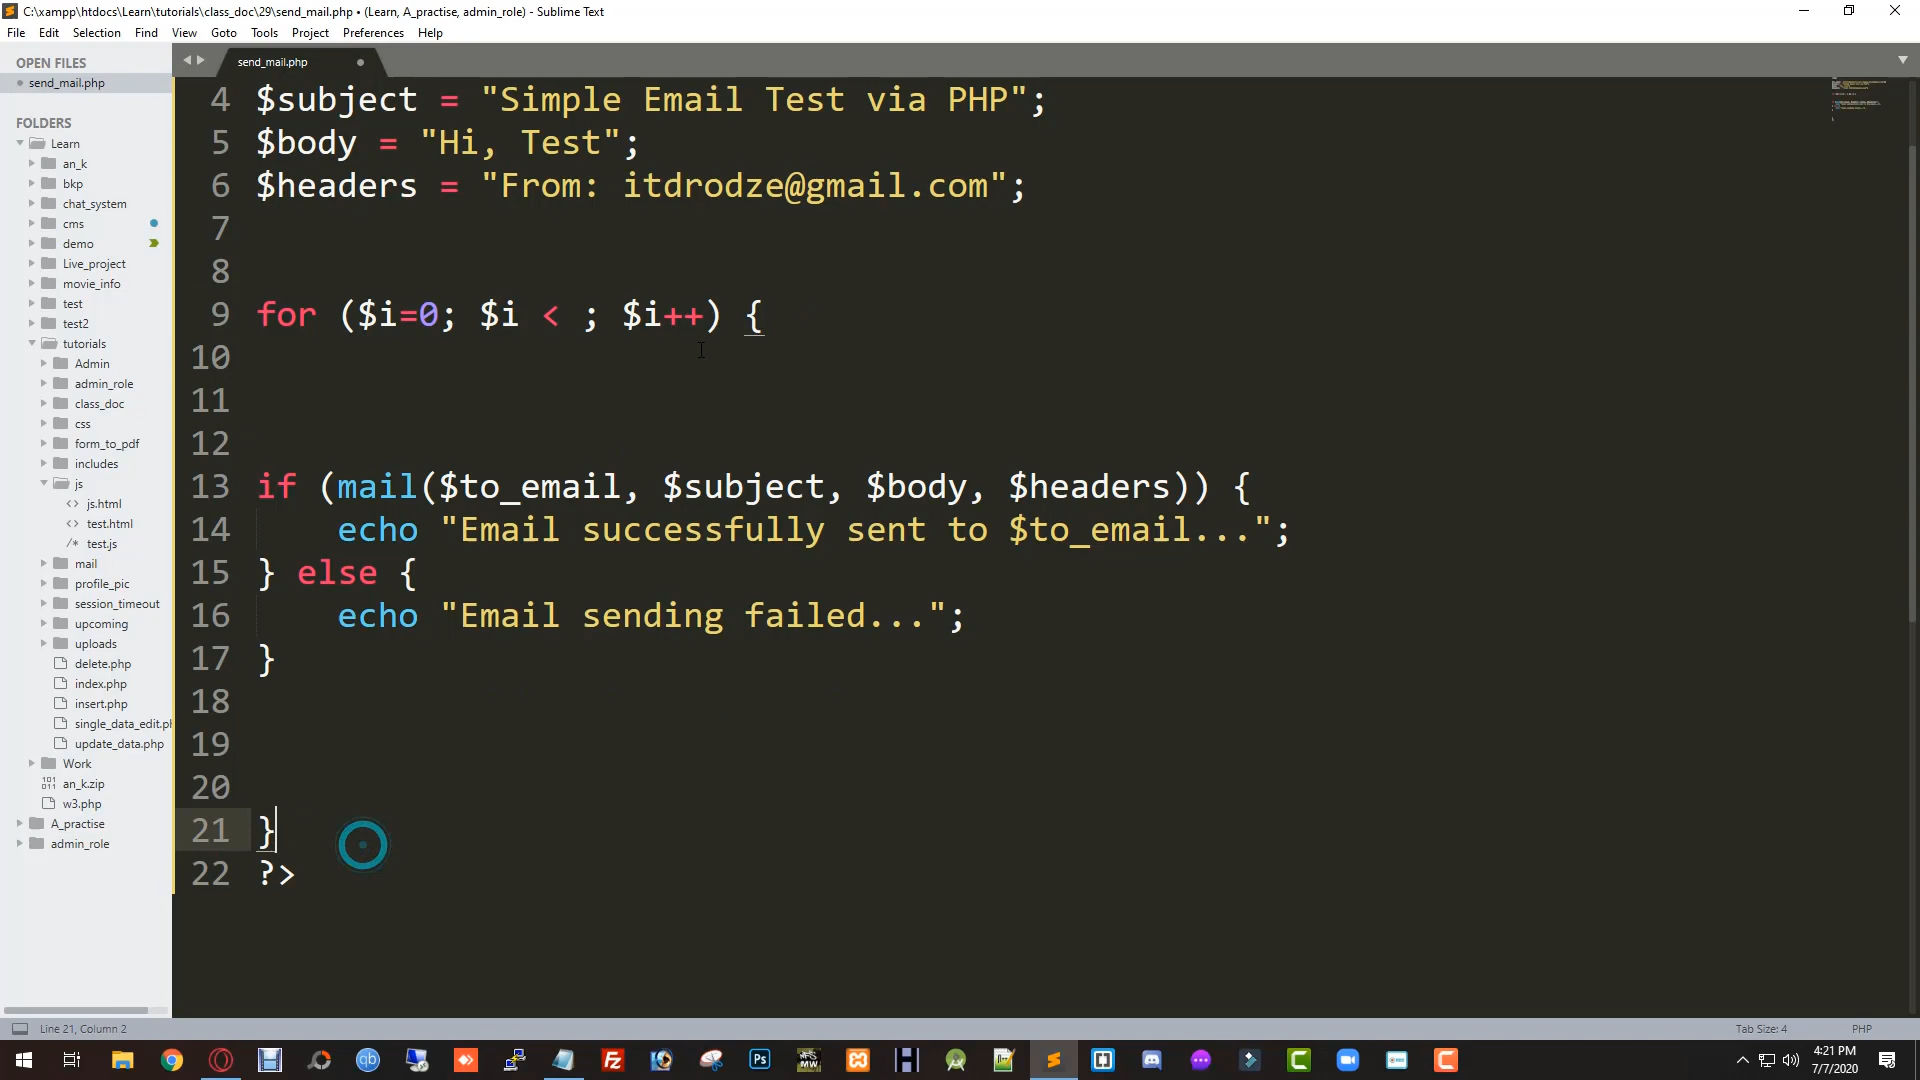 C:\xampp\htdocs\Learn\tutorials\class_doc\29\send_mail.php • (Learn, A_practise, admin_role) - Sublime Text
File Edit Selection Find View Goto Tools Project Preferences Help
OPEN FILES
send_mail.php
FOLDERS
Learn
an_k
bkp
chat_system
cms
demo
Live_project
movie_info
test
test2
tutorials
Admin
admin_role
class_doc
css
form_to_pdf
includes
js
<> js.html
<> test.html
/* test.js
mail
profile_pic
session_timeout
upcoming
uploads
delete.php
index.php
insert.php
single_data_edit.ph
update_data.php
Work
an_k.zip
w3.php
A_practise
admin_role
send_mail.php
4 $subject = "Simple Email Test via PHP";
5 $body = "Hi, Test";
6 $headers = "From: itdrodze@gmail.com";
7
8
9 for ($i=0; $i < ; $i++) {
10
11
12
13 if (mail($to_email, $subject, $body, $headers)) {
14 echo "Email successfully sent to $to_email...";
15 } else {
16 echo "Email sending failed...";
17 }
18
19
20
21 }
22 ?>
Line 21, Column 2
Tab Size: 4
PHP
4:21 PM
7/7/2020